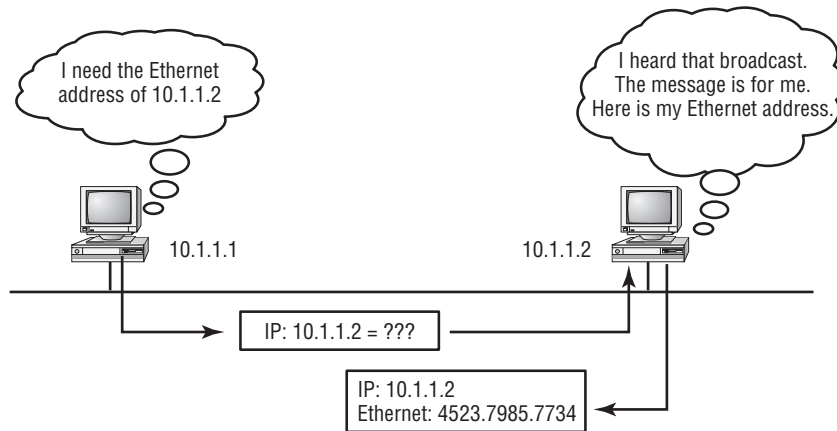 I need the Ethernet
address of 10.1.1.2
I heard that broadcast.
The message is for me.
Here is my Ethernet address.
10.1.1.1
10.1.1.2
IP: 10.1.1.2 = ???
IP: 10.1.1.2
Ethernet: 4523.7985.7734